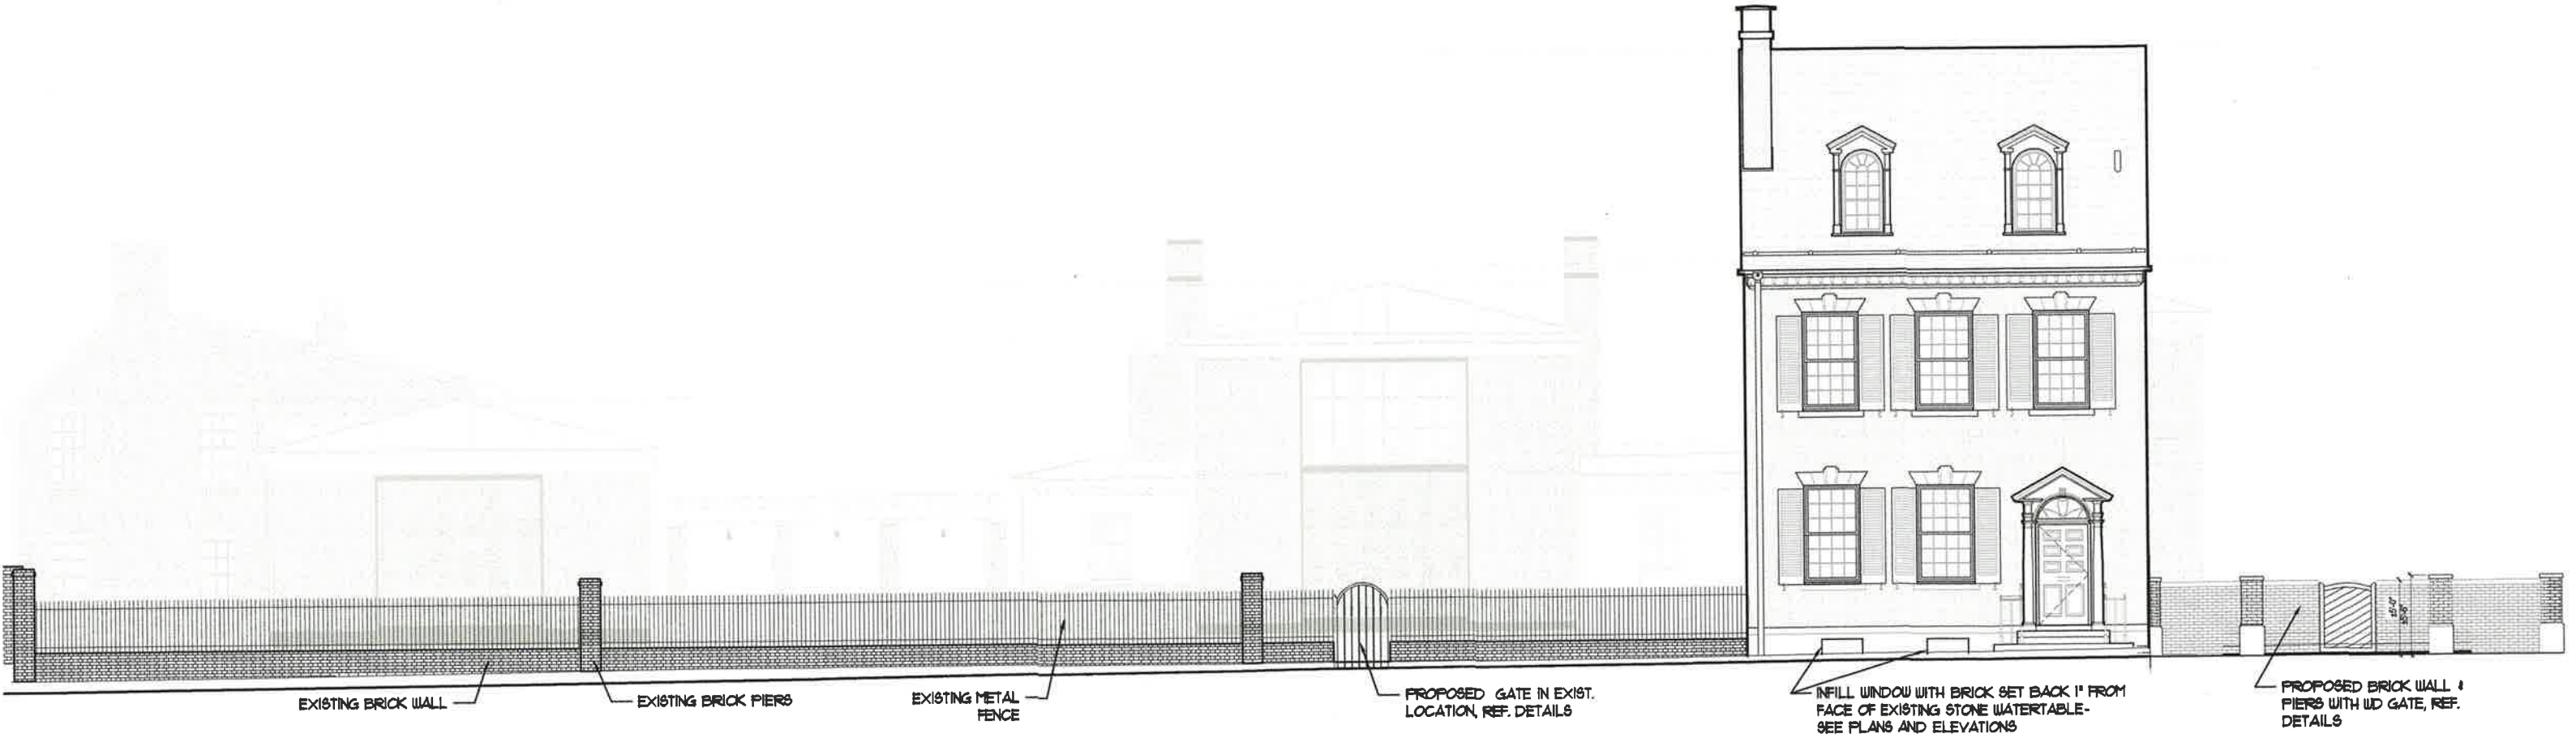 EXISTING BRICK WALL
EXISTING BRICK PIERS
EXISTING METAL
FENCE
PROPOSED GATE IN EXIST.
LOCATION, REF. DETAILS
INFILL WINDOW WITH BRICK SET BACK 1" FROM
FACE OF EXISTING STONE WATERTABLE-
SEE PLANS AND ELEVATIONS
PROPOSED BRICK WALL &
PIERS WITH WD GATE, REF.
DETAILS